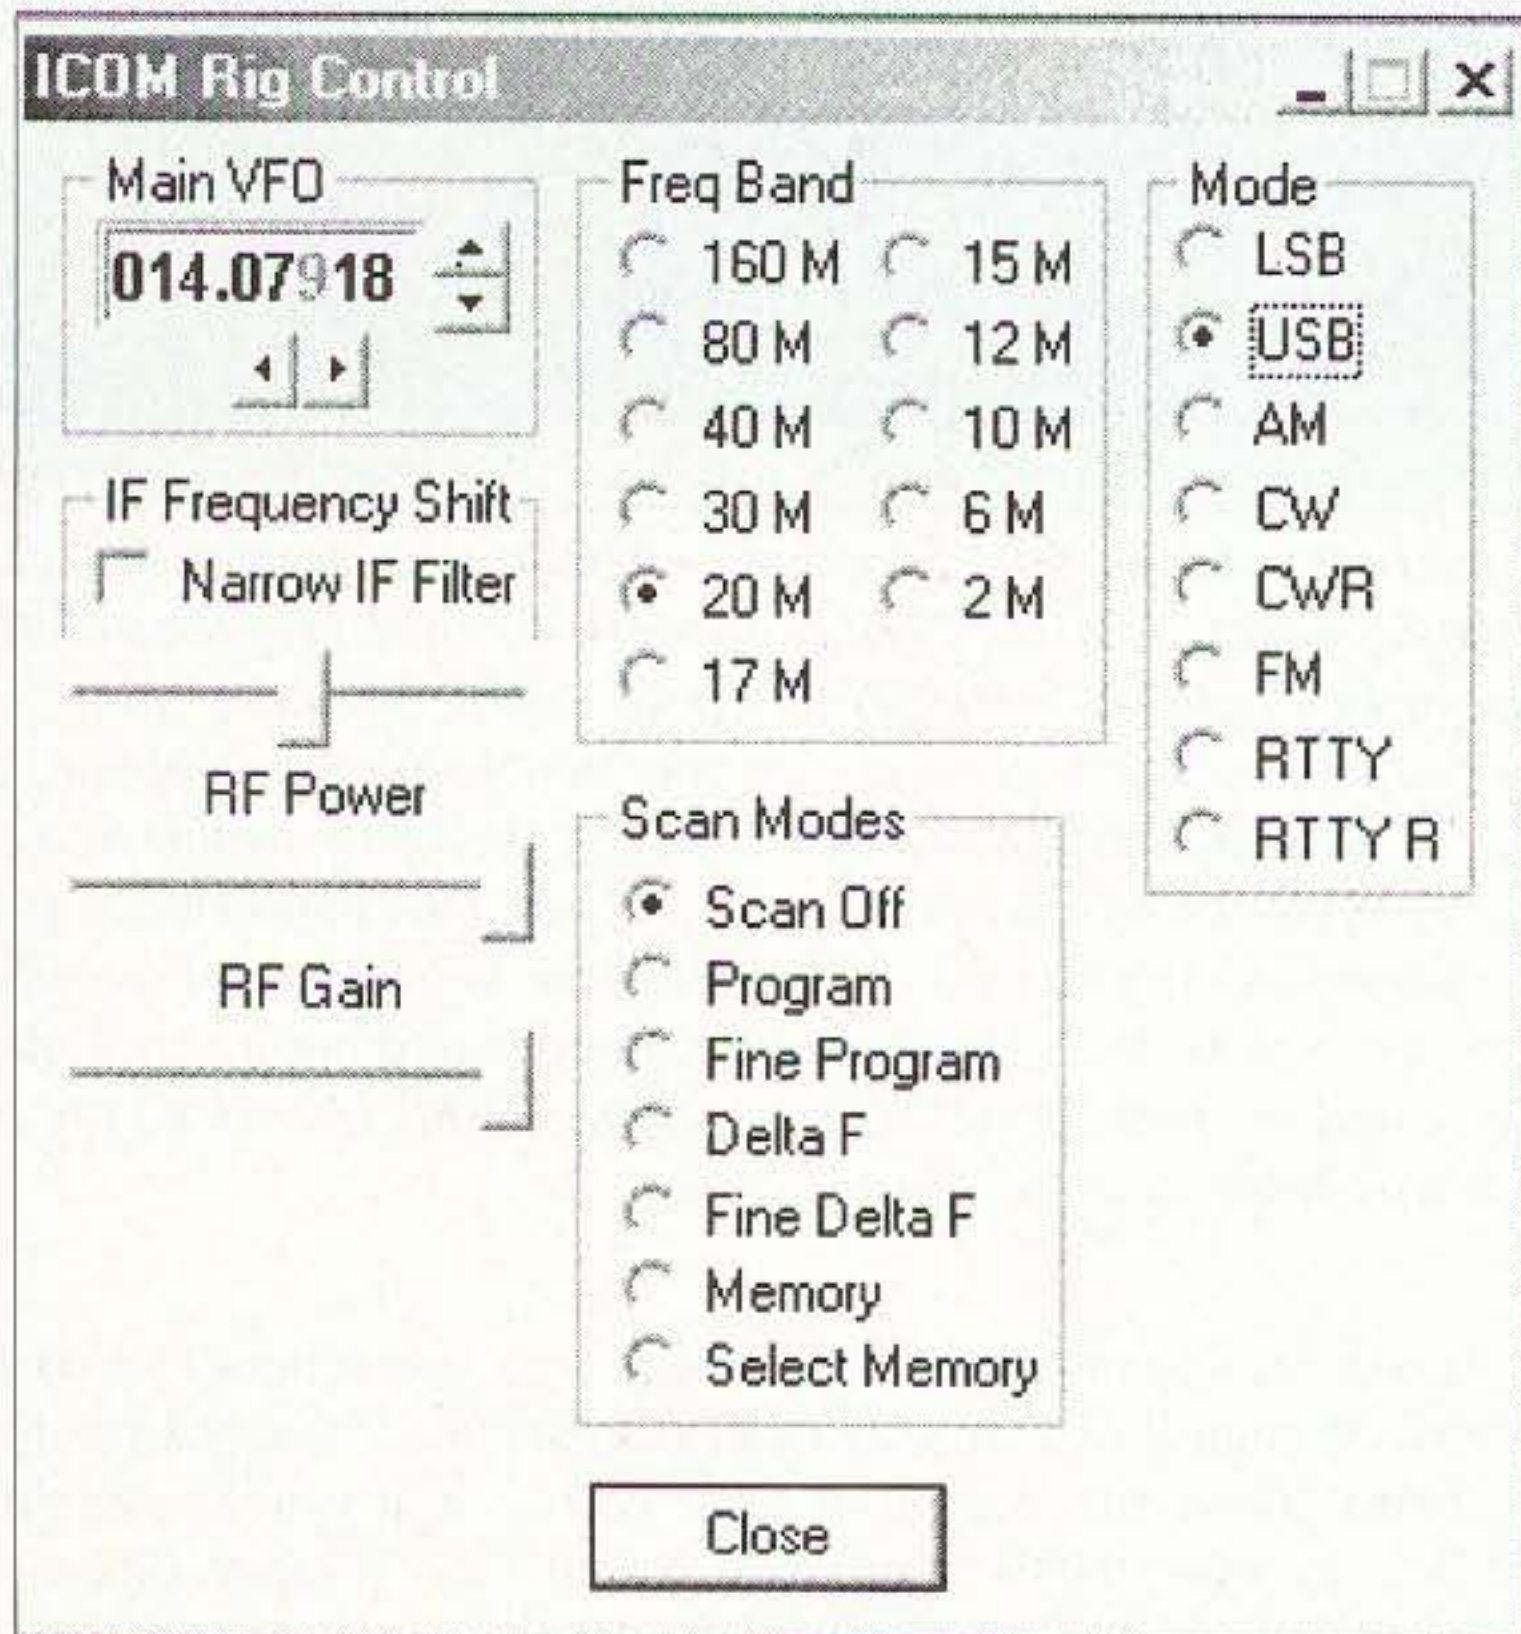 ICOM Rig Control
Main VFO
014.07918
IF Frequency Shift
Narrow IF Filter
RF Power
RF Gain
Freq Band
160 M 15 M
80 M 12 M
40 M 10 M
30 M 6 M
20 M 2 M
17 M
Scan Modes
Scan Off
Program
Fine Program
Delta F
Fine Delta F
Memory
Select Memory
Mode
LSB
USB
AM
CW
CWR
FM
RTTY
RTTY R
Close